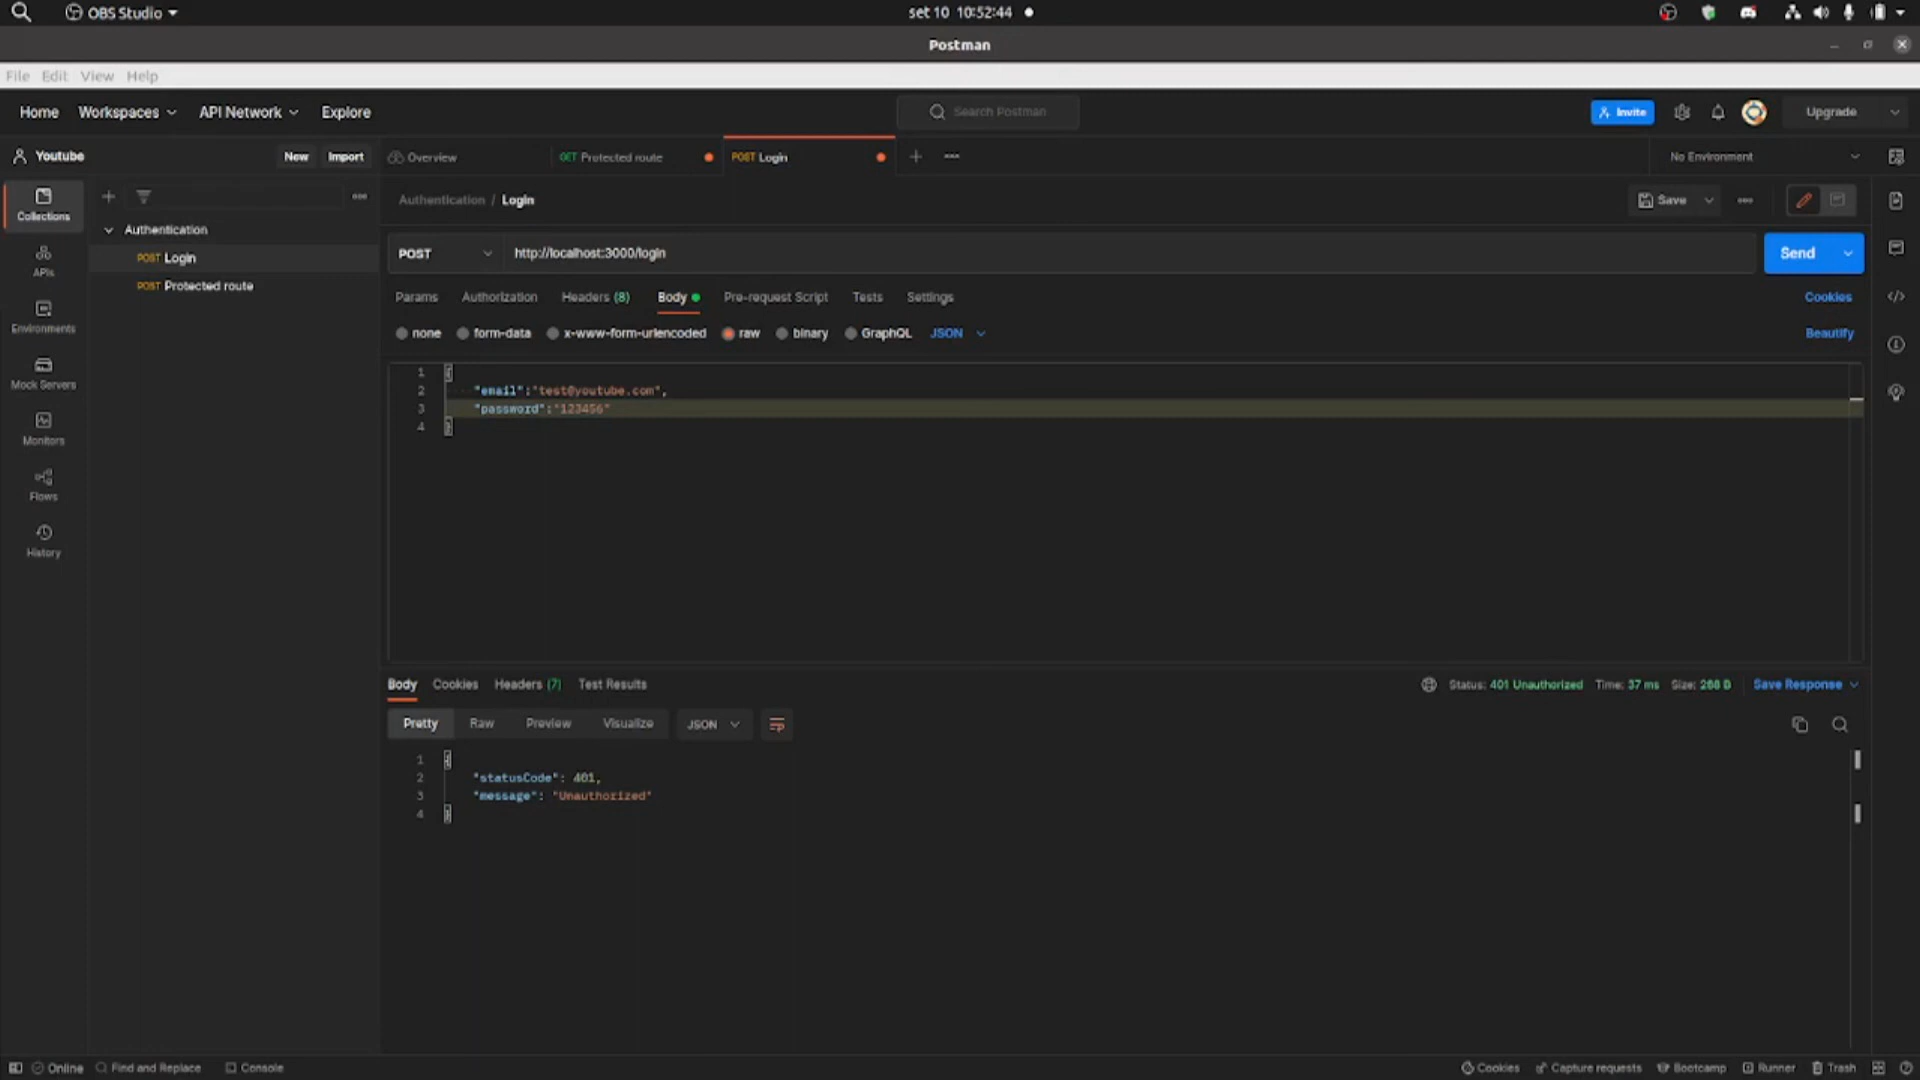 OBS Studio
set 10 10:52:44
Postman
File Edit View Help
Home Workspaces API Network Explore
Search Postman
Invite
Upgrade
Youtube
New Import
Overview
GET Protected route
POST Login
No Environment
Collections
APIs
Environments
Mock Servers
Monitors
Flows
History
Authentication
POST Login
POST Protected route
Authentication / Login
Save
POST http://localhost:3000/login
Send
Params Authorization Headers (8) Body Pre-request Script Tests Settings
Cookies
none form-data x-www-form-urlencoded raw binary GraphQL JSON
Beautify
1 {
2 "email":"test@youtube.com",
3 "password":"123456"
4 }
Body Cookies Headers (7) Test Results
Status: 401 Unauthorized Time: 37 ms Size: 268 B Save Response
Pretty Raw Preview Visualize JSON
1 {
2 "statusCode": 401,
3 "message": "Unauthorized"
4 }
Online Find and Replace Console
Cookies Capture requests Bootcamp Runner Trash